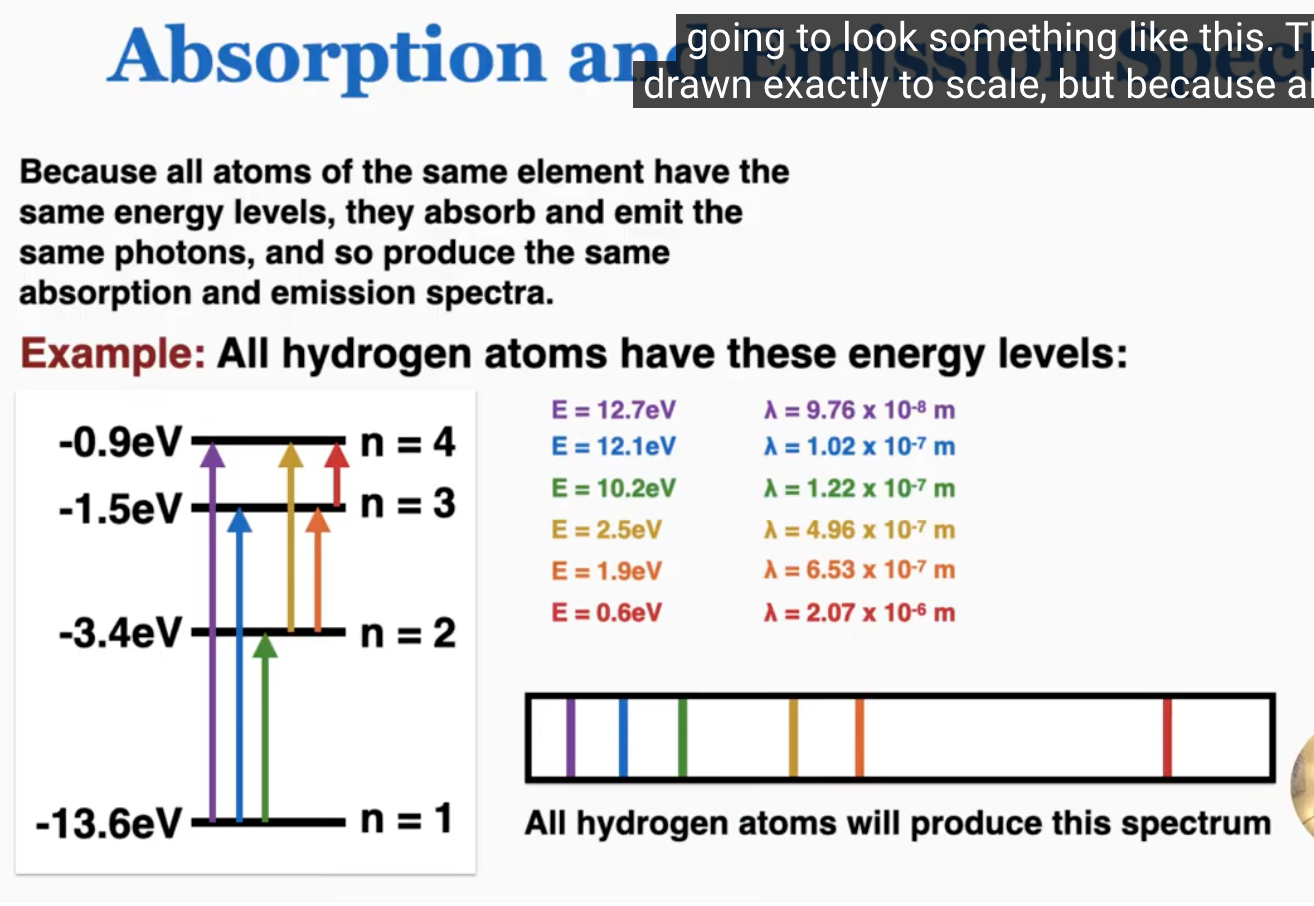 Absorption and Emission Spec
going to look something like this. Th
drawn exactly to scale, but because a
Because all atoms of the same element have the
same energy levels, they absorb and emit the
same photons, and so produce the same
absorption and emission spectra.
Example: All hydrogen atoms have these energy levels:
-0.9eV n = 4
-1.5eV n = 3
-3.4eV n = 2
-13.6eV n = 1
E = 12.7eV λ = 9.76 x 10⁻⁸ m
E = 12.1eV λ = 1.02 x 10⁻⁷ m
E = 10.2eV λ = 1.22 x 10⁻⁷ m
E = 2.5eV λ = 4.96 x 10⁻⁷ m
E = 1.9eV λ = 6.53 x 10⁻⁷ m
E = 0.6eV λ = 2.07 x 10⁻⁶ m
All hydrogen atoms will produce this spectrum